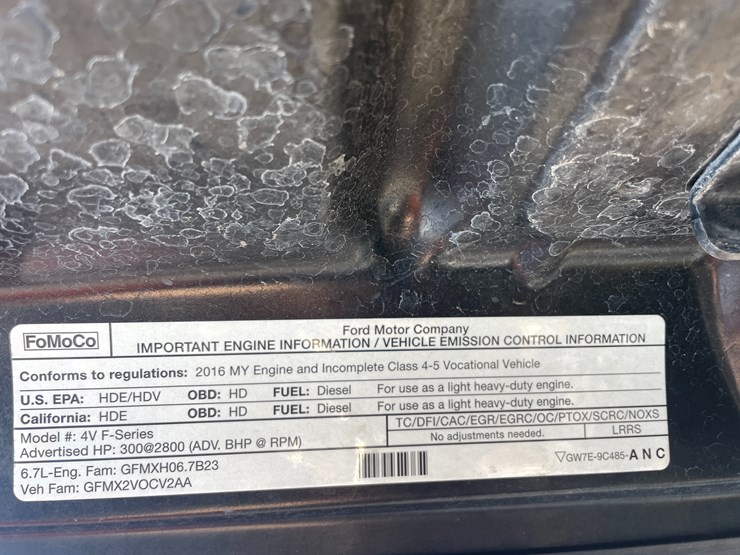 FoMoCo
Ford Motor Company
IMPORTANT ENGINE INFORMATION / VEHICLE EMISSION CONTROL INFORMATION
Conforms to regulations: 2016 MY Engine and Incomplete Class 4-5 Vocational Vehicle
U.S. EPA: HDE/HDV OBD: HD FUEL: Diesel For use as a light heavy-duty engine.
California: HDE OBD: HD FUEL: Diesel For use as a light heavy-duty engine.
Model #: 4V F-Series TC/DFI/CAC/EGR/EGRC/OC/PTOX/SCRC/NOXS
Advertised HP: 300@2800 (ADV. BHP @ RPM) No adjustments needed. LRRS
6.7L-Eng. Fam: GFMXH06.7B23 ▽GW7E-9C485-A N C
Veh Fam: GFMX2VOCV2AA